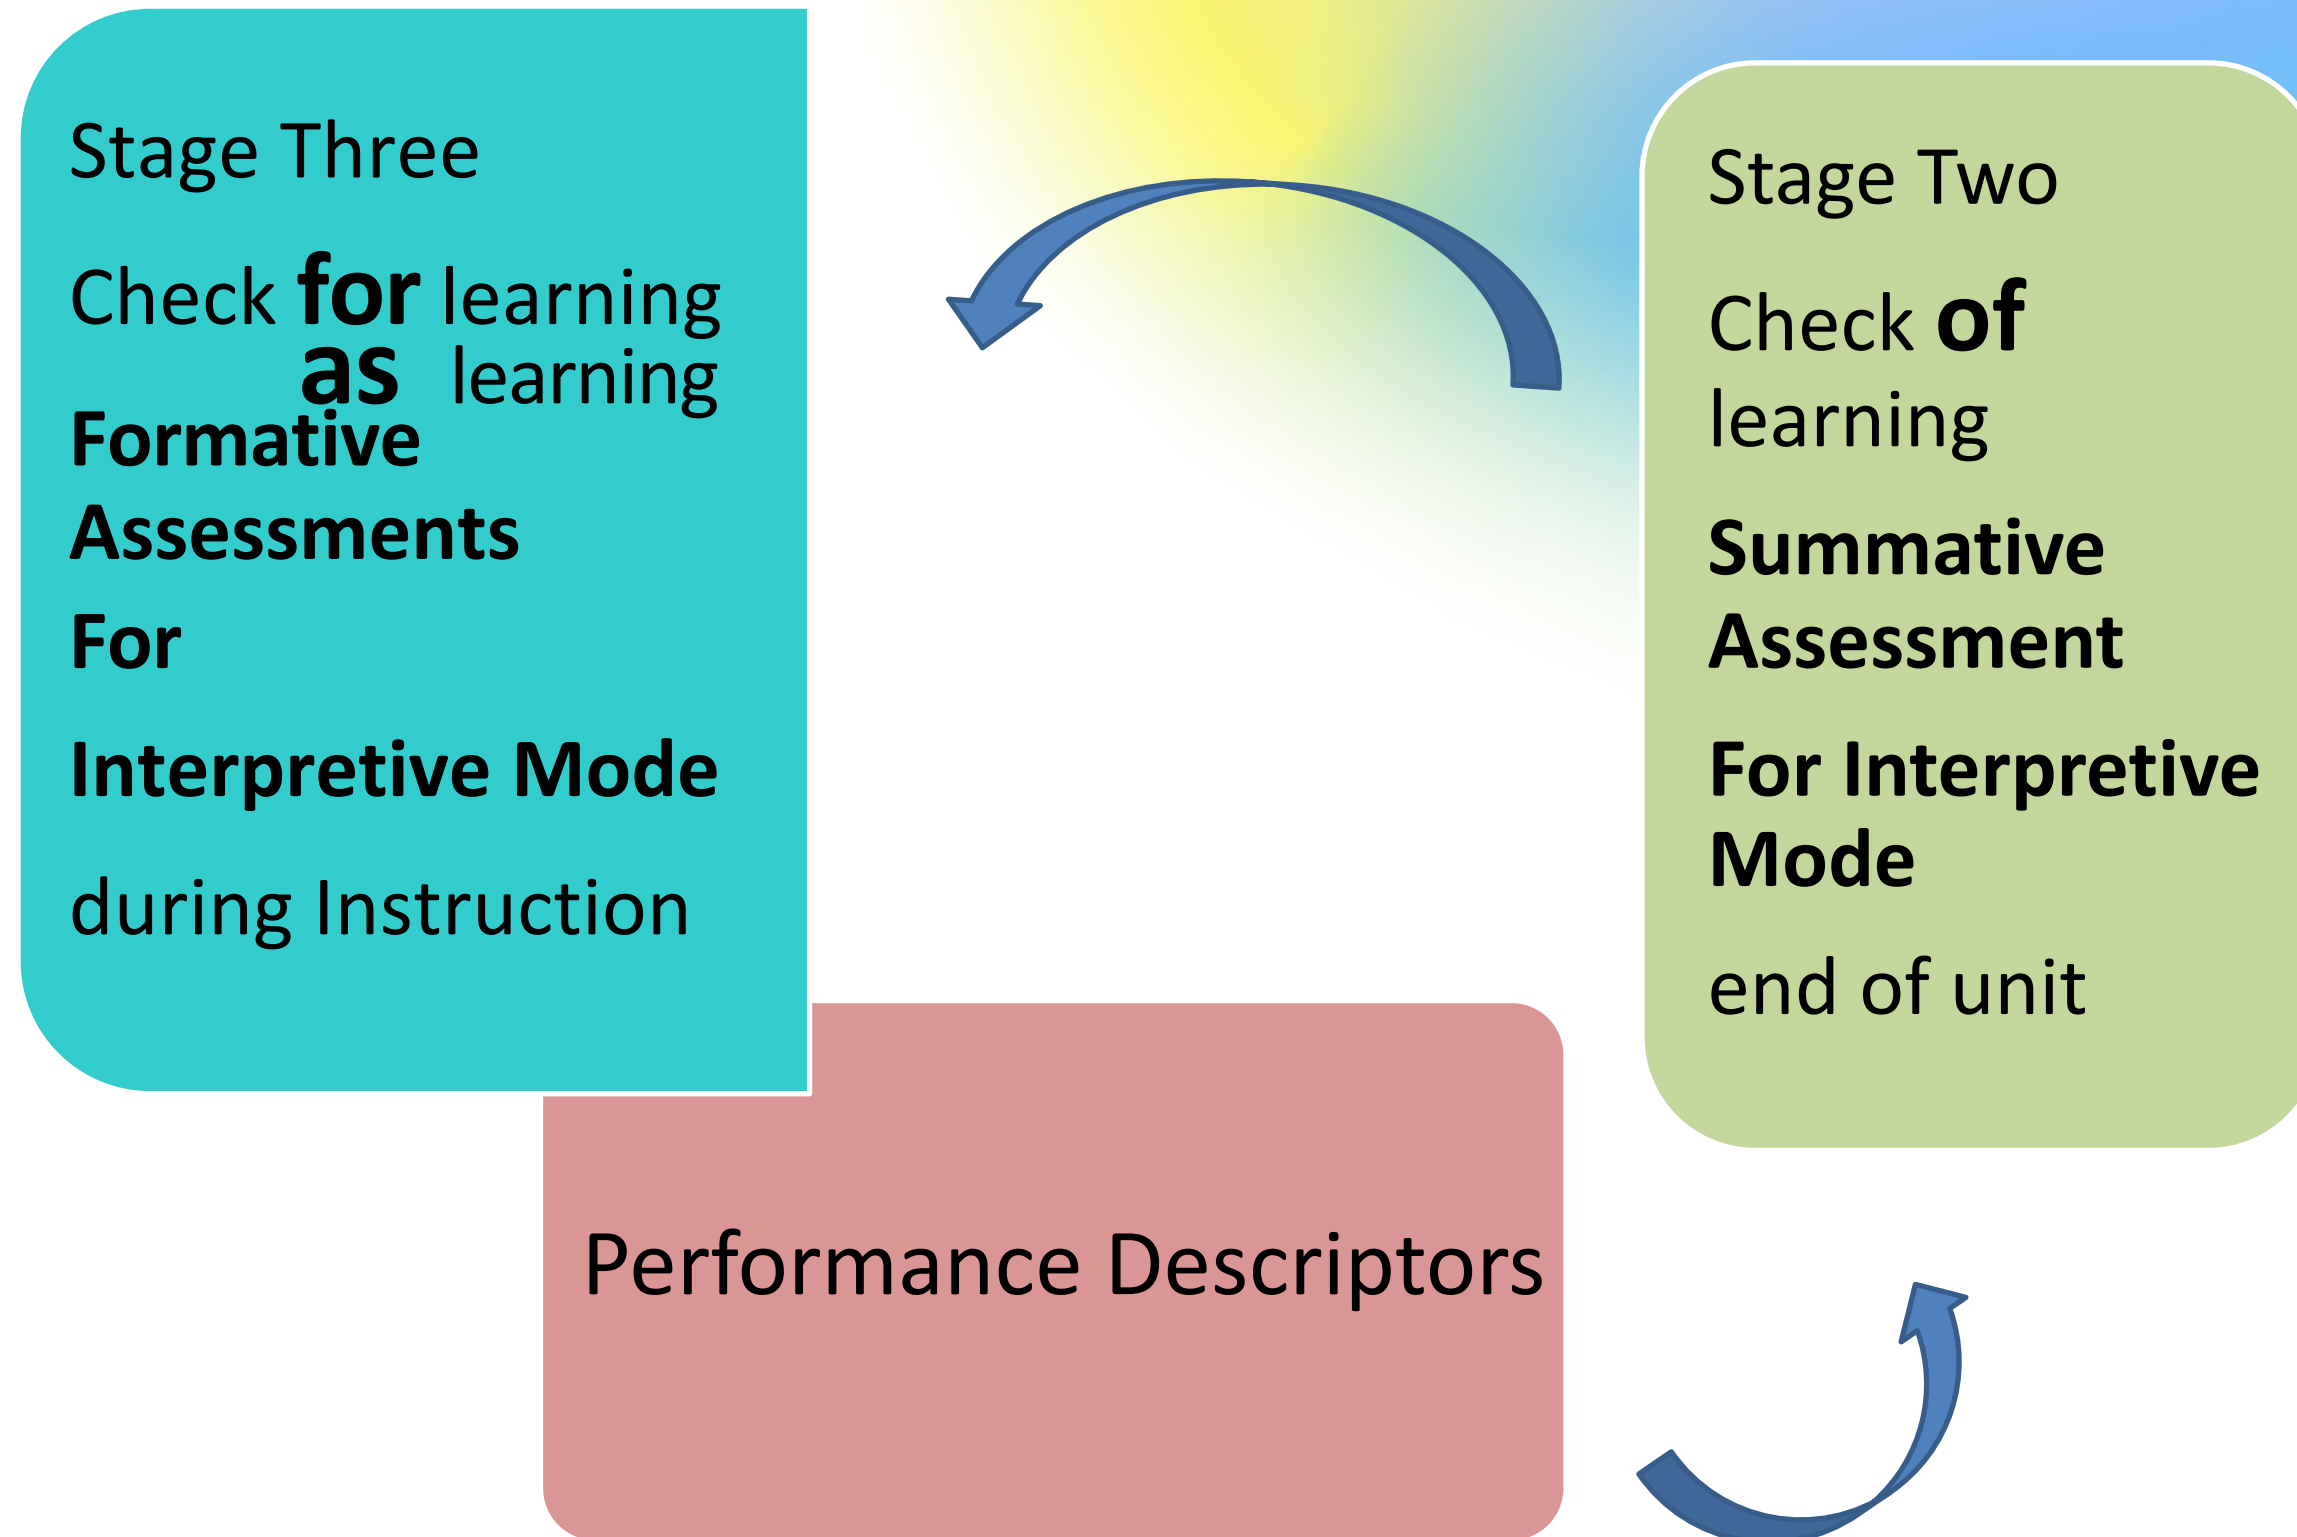 Stage Three
Check for learning
as learning
Formative
Assessments
For
Interpretive Mode
during Instruction
Stage Two
Check of
learning
Summative
Assessment
For Interpretive
Mode
end of unit
Performance Descriptors